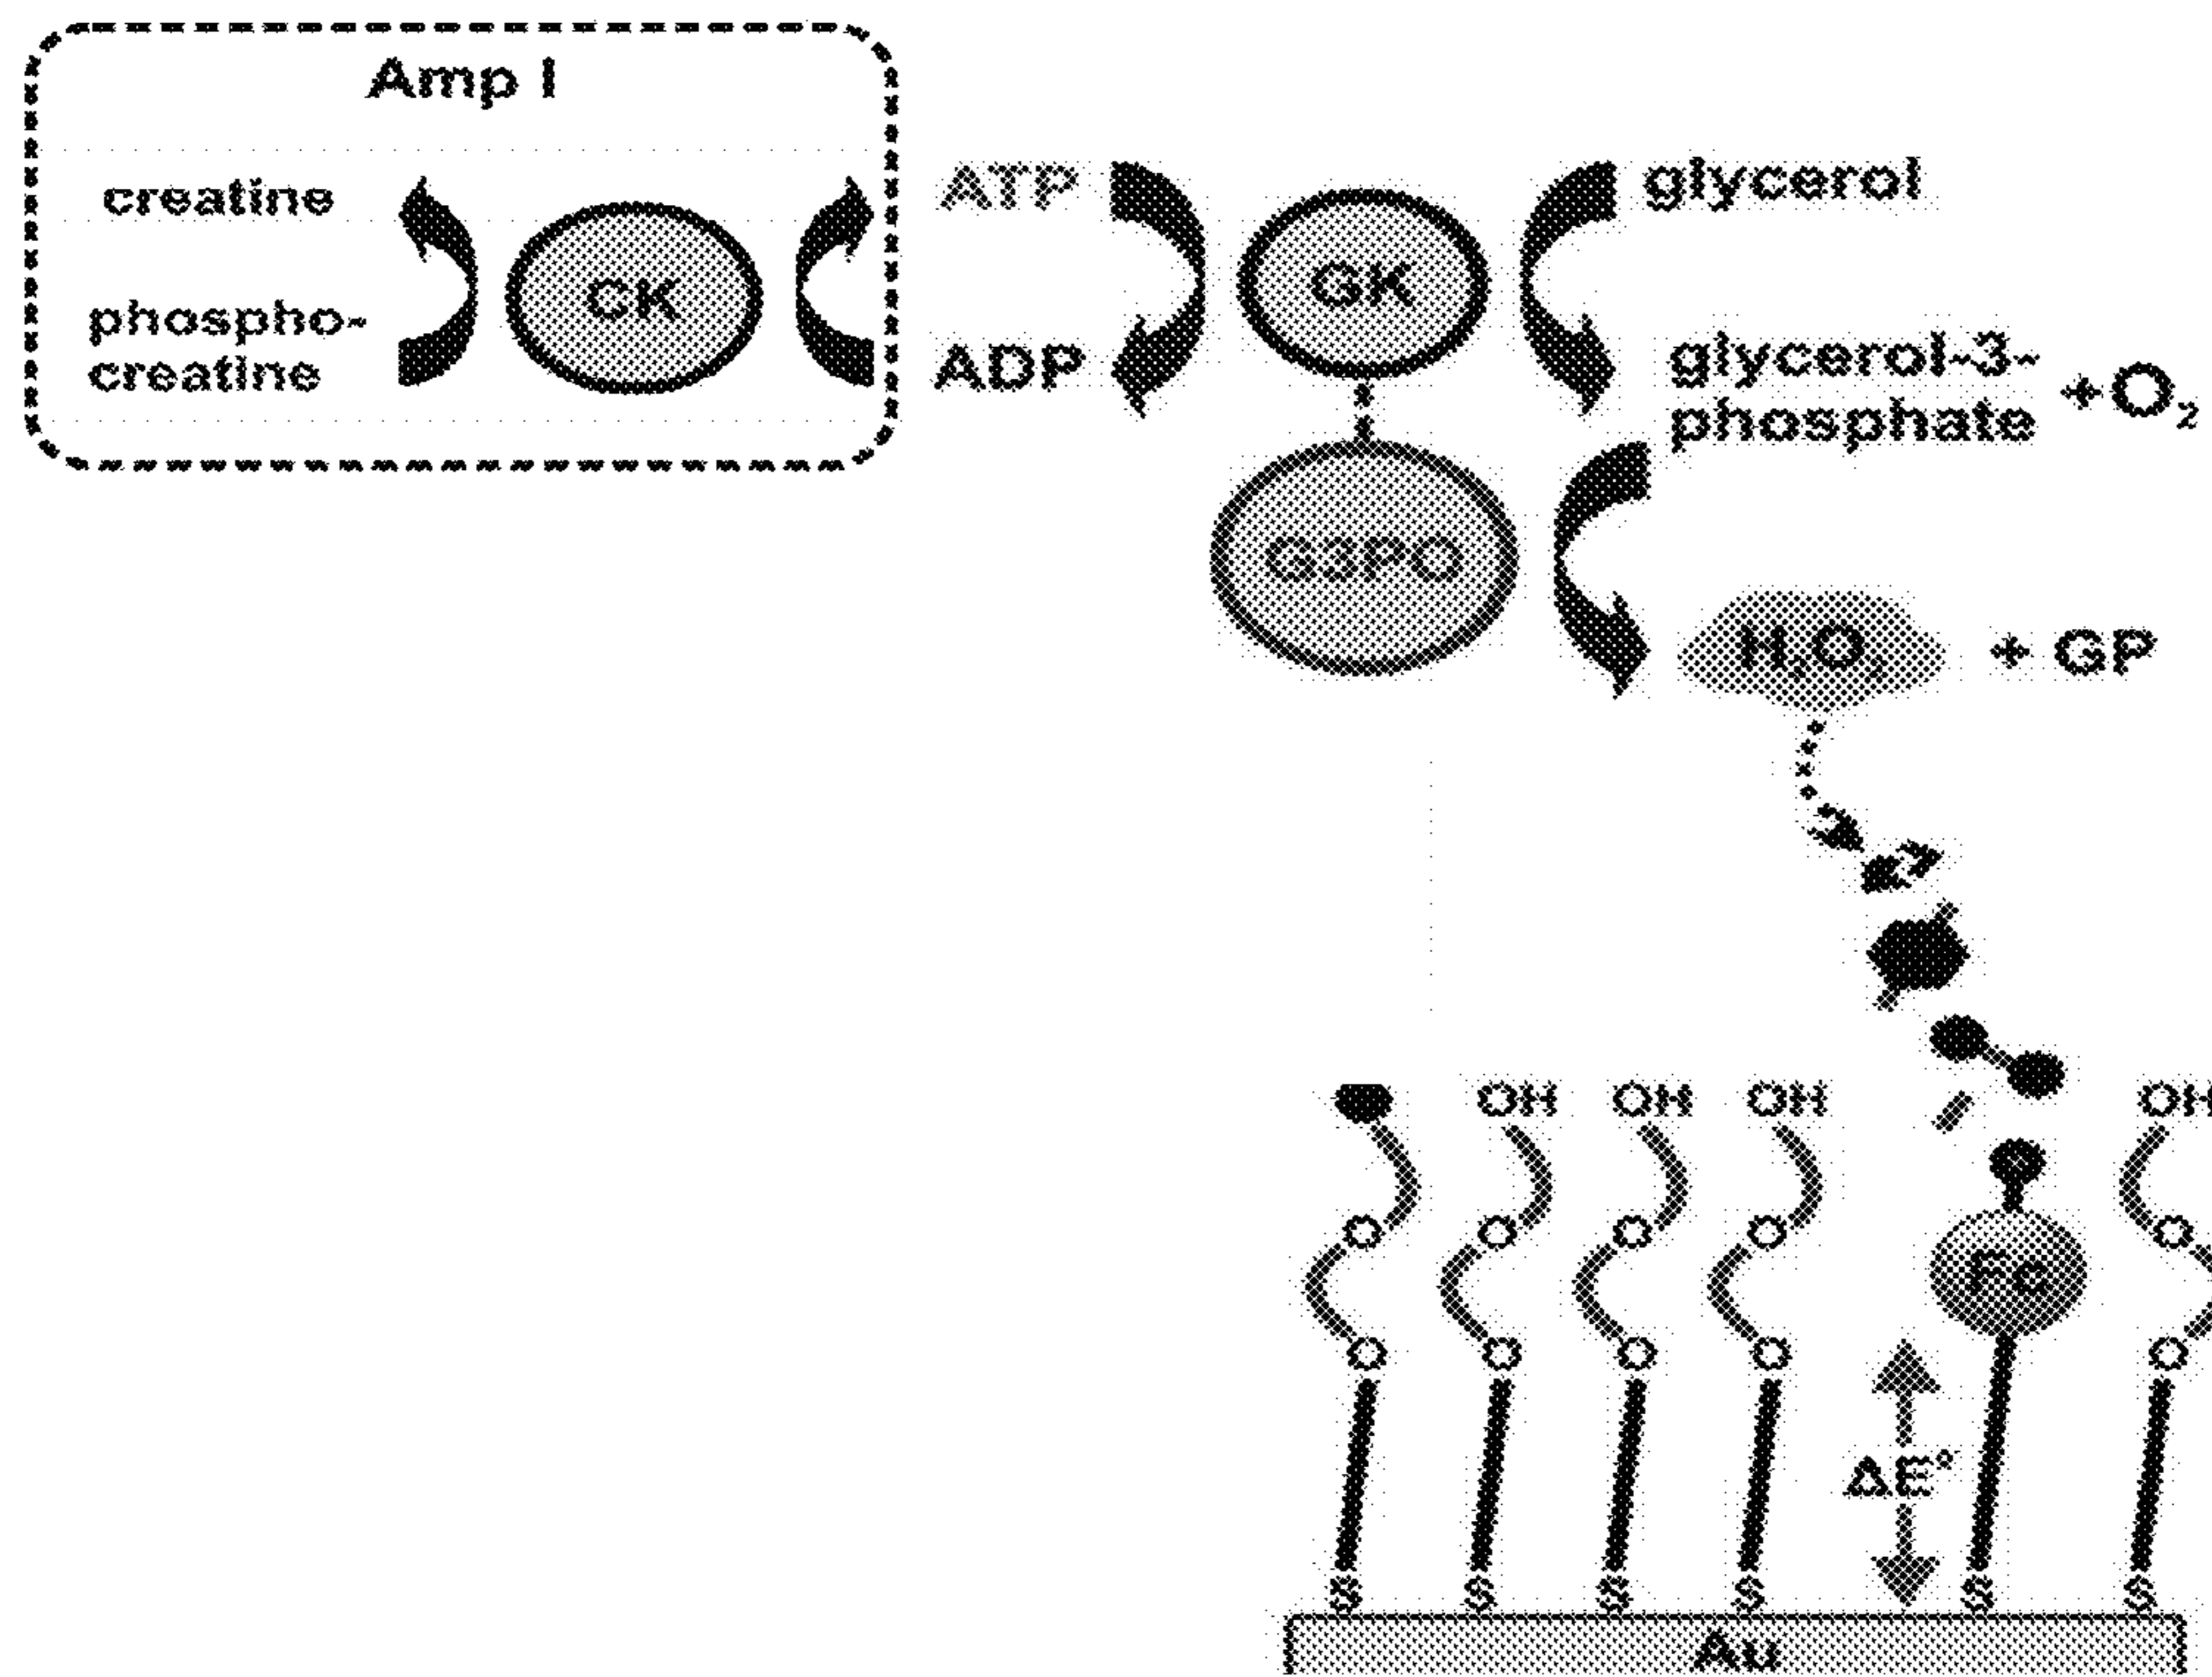 Amp I
creatine
phospho-
creatine
CK
ATP
ADP
GK
glycerol
glycerol-3-
phosphate
+ O₂
G3PO
H₂O₂
+ GP
OH
OH
OH
OH
O
O
O
O
O
Fc
O
O
O
O
O
ΔE°
S
S
S
S
S
S
Au